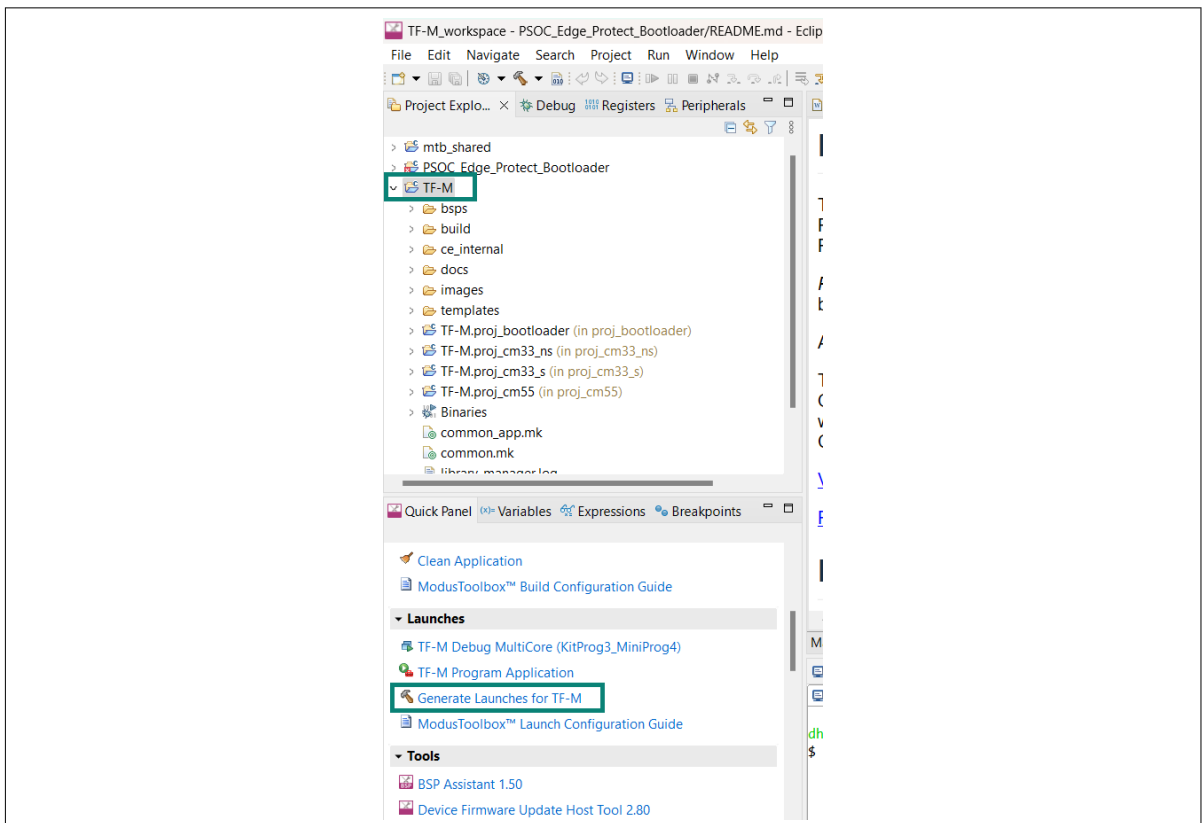 TF-M_workspace - PSOC_Edge_Protect_Bootloader/README.md - Eclip
File Edit Navigate Search Project Run Window Help
Project Explo... Debug Registers Peripherals
mtb_shared
PSOC_Edge_Protect_Bootloader
TF-M
bsps
build
ce_internal
docs
images
templates
TF-M.proj_bootloader (in proj_bootloader)
TF-M.proj_cm33_ns (in proj_cm33_ns)
TF-M.proj_cm33_s (in proj_cm33_s)
TF-M.proj_cm55 (in proj_cm55)
Binaries
common_app.mk
common.mk
library_manager.log
Quick Panel (x)= Variables Expressions Breakpoints
Clean Application
ModusToolbox™ Build Configuration Guide
Launches
TF-M Debug MultiCore (KitProg3_MiniProg4)
TF-M Program Application
Generate Launches for TF-M
ModusToolbox™ Launch Configuration Guide
Tools
BSP Assistant 1.50
Device Firmware Update Host Tool 2.80
dh
$